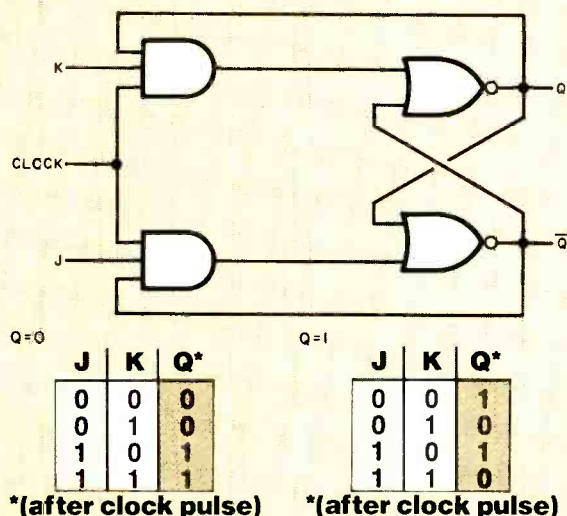 K
Q
CLOCK
J
Q̅
Q=0
J K Q*
0 0 0
0 1 0
1 0 1
1 1 1
*(after clock pulse)
Q=1
J K Q*
0 0 1
0 1 0
1 0 1
1 1 0
*(after clock pulse)